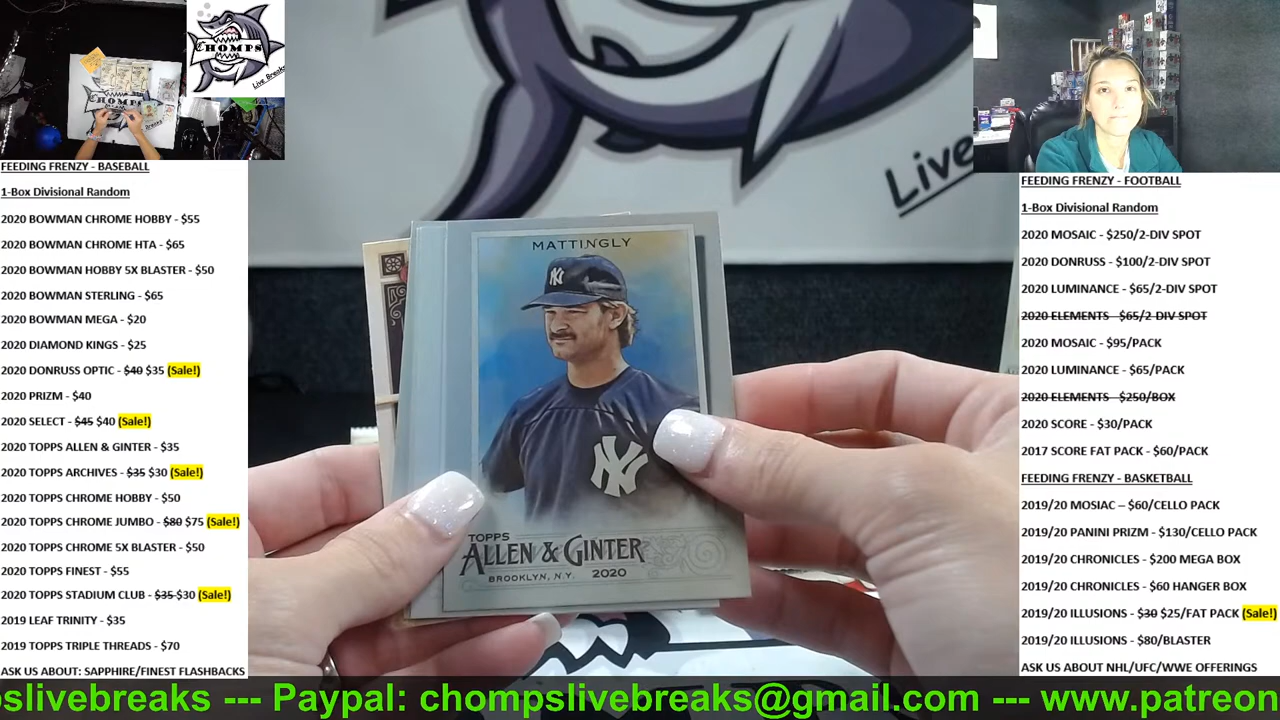 CHOMPS
Live Breaks
CHOMPS
FEEDING FRENZY - BASEBALL
1-Box Divisional Random
2020 BOWMAN CHROME HOBBY - $55
2020 BOWMAN CHROME HTA - $65
2020 BOWMAN HOBBY 5X BLASTER - $50
2020 BOWMAN STERLING - $65
2020 BOWMAN MEGA - $20
2020 DIAMOND KINGS - $25
2020 DONRUSS OPTIC - $40 $35 (Sale!)
2020 PRIZM - $40
2020 SELECT - $45 $40 (Sale!)
2020 TOPPS ALLEN & GINTER - $35
2020 TOPPS ARCHIVES - $35 $30 (Sale!)
2020 TOPPS CHROME HOBBY - $50
2020 TOPPS CHROME JUMBO - $80 $75 (Sale!)
2020 TOPPS CHROME 5X BLASTER - $50
2020 TOPPS FINEST - $55
2020 TOPPS STADIUM CLUB - $35 $30 (Sale!)
2019 LEAF TRINITY - $35
2019 TOPPS TRIPLE THREADS - $70
ASK US ABOUT: SAPPHIRE/FINEST FLASHBACKS
Live
MATTINGLY
NY
NY
TOPPS
ALLEN & GINTER
BROOKLYN, N.Y. 2020
FEEDING FRENZY - FOOTBALL
1-Box Divisional Random
2020 MOSAIC - $250/2-DIV SPOT
2020 DONRUSS - $100/2-DIV SPOT
2020 LUMINANCE - $65/2-DIV SPOT
2020 ELEMENTS - $65/2 DIV SPOT
2020 MOSAIC - $95/PACK
2020 LUMINANCE - $65/PACK
2020 ELEMENTS - $250/BOX
2020 SCORE - $30/PACK
2017 SCORE FAT PACK - $60/PACK
FEEDING FRENZY - BASKETBALL
2019/20 MOSIAC – $60/CELLO PACK
2019/20 PANINI PRIZM - $130/CELLO PACK
2019/20 CHRONICLES - $200 MEGA BOX
2019/20 CHRONICLES - $60 HANGER BOX
2019/20 ILLUSIONS - $30 $25/FAT PACK (Sale!)
2019/20 ILLUSIONS - $80/BLASTER
ASK US ABOUT NHL/UFC/WWE OFFERINGS
pslivebreaks --- Paypal: chompslivebreaks@gmail.com --- www.patreon